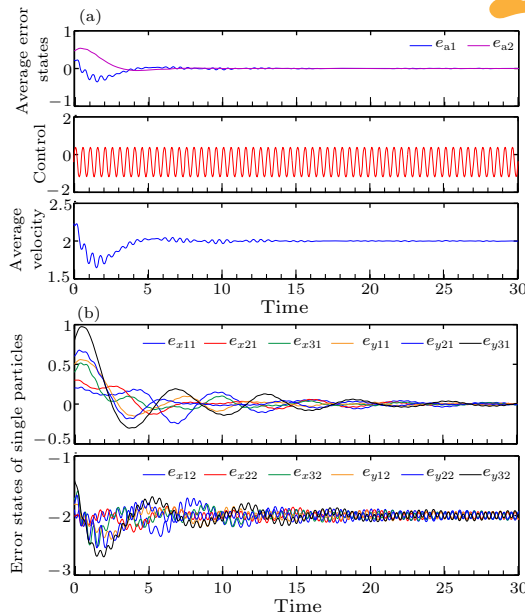 (a)
Average error states
1
0
−1
e_a1 e_a2
Control
2
0
−2
Average velocity
2.5
2
1.5
0 5 10 15 20 25 30
Time
(b)
Error states of single particles
1
0.5
0
−0.5
e_x11 e_x21 e_x31 e_y11 e_y21 e_y31
−1
−2
−3
e_x12 e_x22 e_x32 e_y12 e_y22 e_y32
0 5 10 15 20 25 30
Time